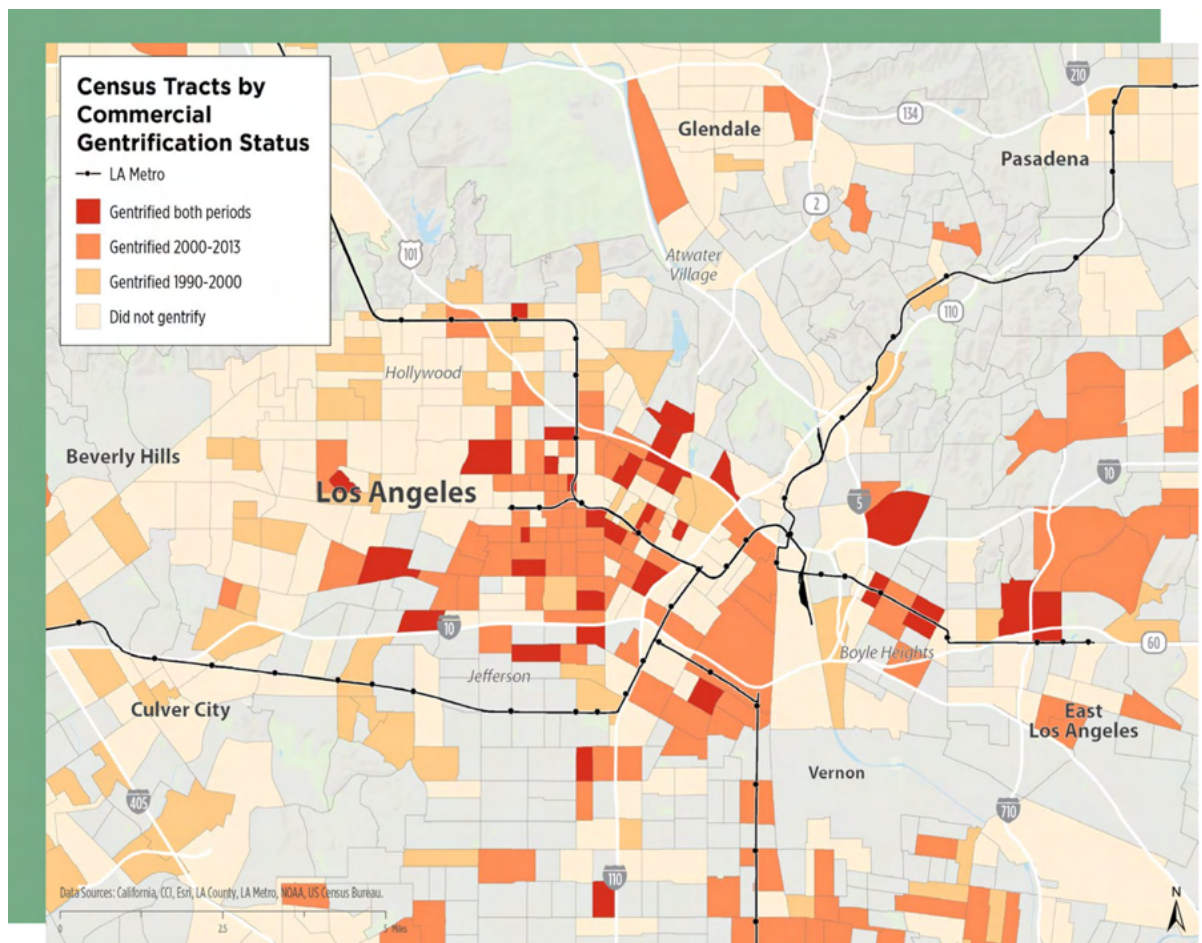 Census Tracts by
Commercial
Gentrification Status
LA Metro
Gentrified both periods
Gentrified 2000-2013
Gentrified 1990-2000
Did not gentrify
210
134
Glendale
Pasadena
2
101
Atwater
Village
110
Hollywood
Beverly Hills
10
Los Angeles
5
10
60
Boyle Heights
Jefferson
Culver City
East
Los Angeles
Vernon
405
710
110
Data Sources: California, CCI, Esri, LA County, LA Metro, NOAA, US Census Bureau.
N
0 2.5 5 Miles